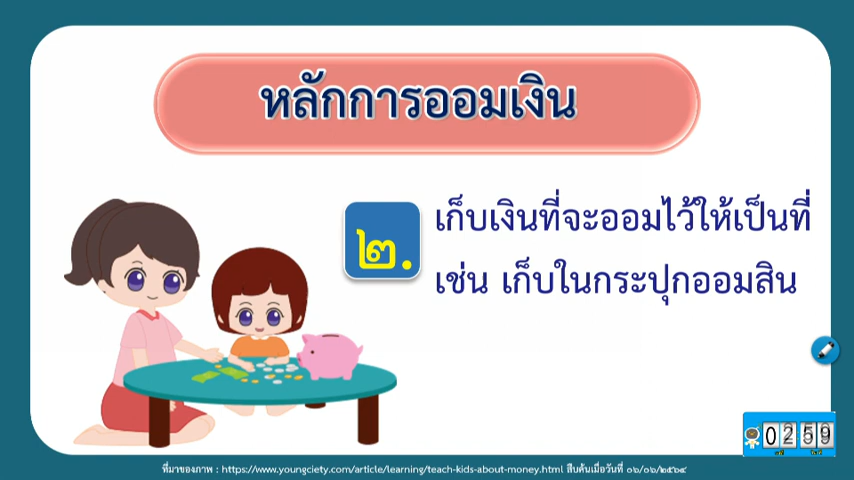 หลักการออมเงิน
๒.
เก็บเงินที่จะออมไว้ให้เป็นที่
เช่น เก็บในกระปุกออมสิน
0259
ที่มาของภาพ : https://www.youngciety.com/article/learning/teach-kids-about-money.html สืบค้นเมื่อวันที่ ๐๖/๐๖/๒๕๖๔